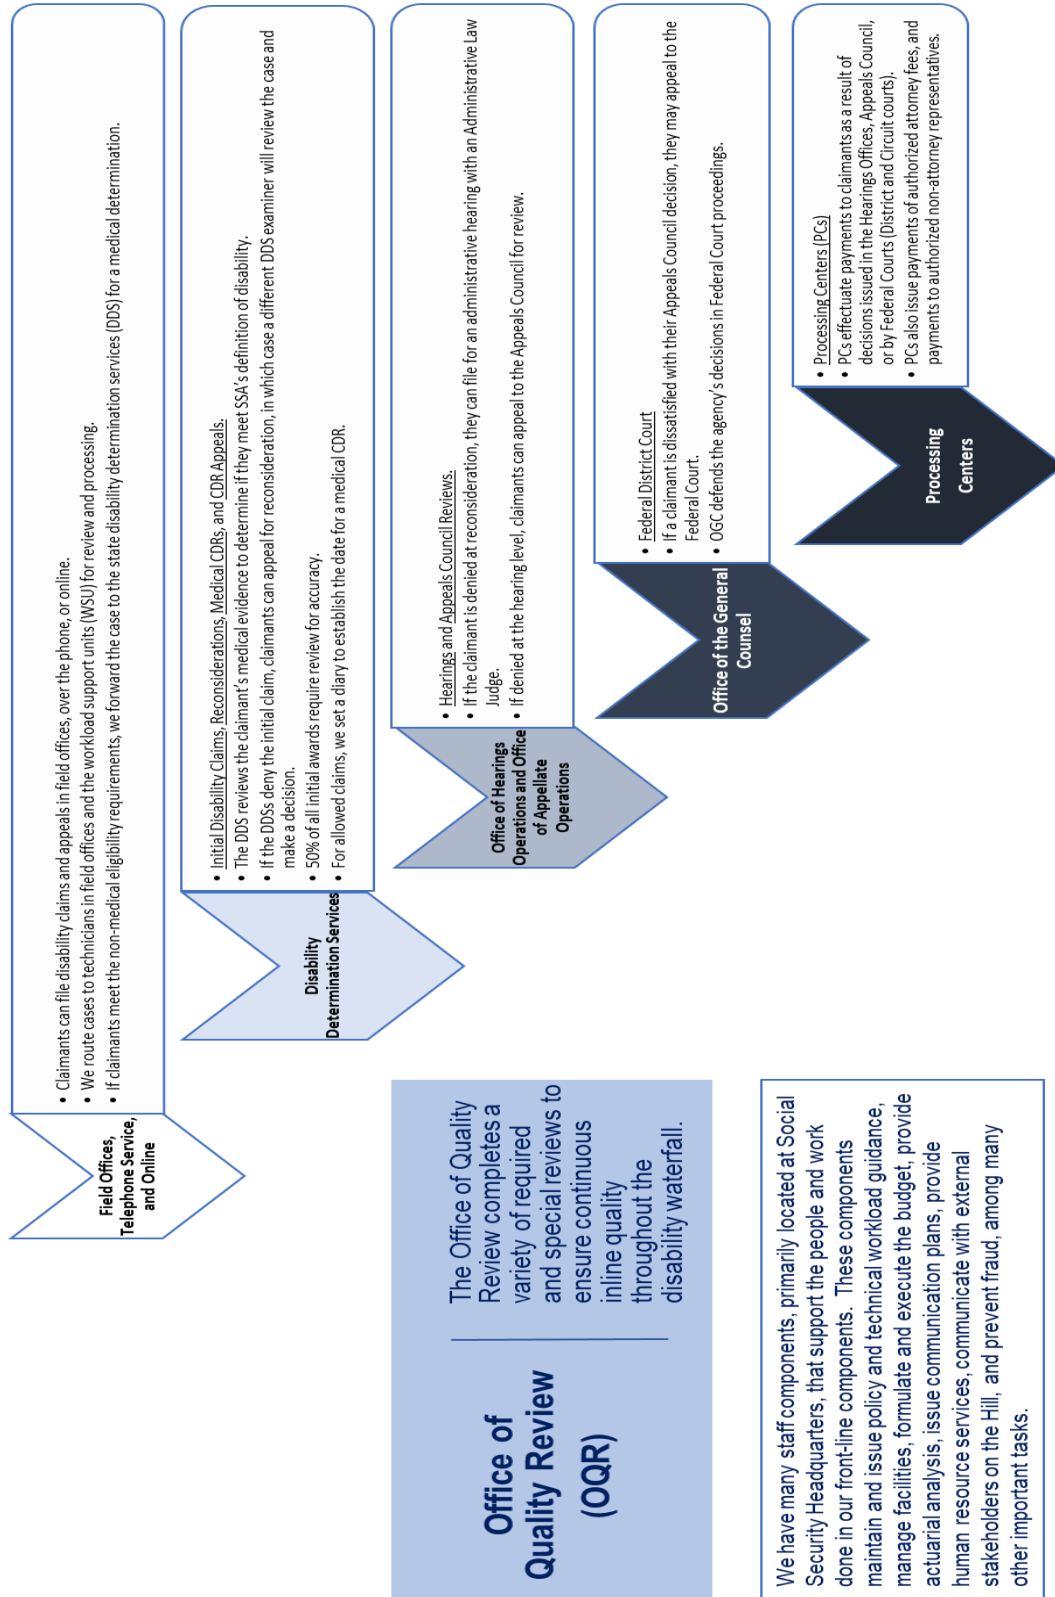 Field Offices,
Telephone Service,
and Online
• Claimants can file disability claims and appeals in field offices, over the phone, or online.
• We route cases to technicians in field offices and the workload support units (WSU) for review and processing.
• If claimants meet the non-medical eligibility requirements, we forward the case to the state disability determination services (DDS) for a medical determination.
Disability
Determination Services
• Initial Disability Claims, Reconsiderations, Medical CDRs, and CDR Appeals.
• The DDS reviews the claimant's medical evidence to determine if they meet SSA's definition of disability.
• If the DDSs deny the initial claim, claimants can appeal for reconsideration, in which case a different DDS examiner will review the case and
make a decision.
• 50% of all initial awards require review for accuracy.
• For allowed claims, we set a diary to establish the date for a medical CDR.
Office of Hearings
Operations and Office
of Appellate
Operations
• Hearings and Appeals Council Reviews.
• If the claimant is denied at reconsideration, they can file for an administrative hearing with an Administrative Law
Judge.
• If denied at the hearing level, claimants can appeal to the Appeals Council for review.
Office of the General
Counsel
• Federal District Court
• If a claimant is dissatisfied with their Appeals Council decision, they may appeal to the
Federal Court.
• OGC defends the agency's decisions in Federal Court proceedings.
Processing
Centers
• Processing Centers (PCs)
• PCs effectuate payments to claimants as a result of
decisions issued in the Hearings Offices, Appeals Council,
or by Federal Courts (District and Circuit courts).
• PCs also issue payments of authorized attorney fees, and
payments to authorized non-attorney representatives.
Office of
Quality Review
(OQR)
The Office of Quality
Review completes a
variety of required
and special reviews to
ensure continuous
inline quality
throughout the
disability waterfall.
We have many staff components, primarily located at Social
Security Headquarters, that support the people and work
done in our front-line components. These components
maintain and issue policy and technical workload guidance,
manage facilities, formulate and execute the budget, provide
actuarial analysis, issue communication plans, provide
human resource services, communicate with external
stakeholders on the Hill, and prevent fraud, among many
other important tasks.